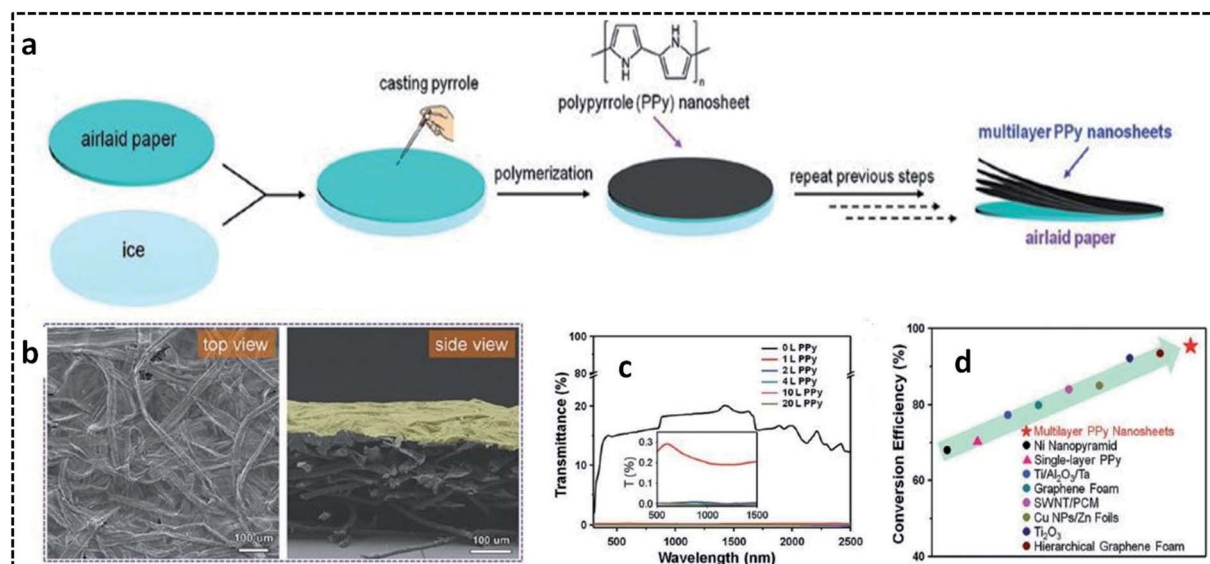 a
airlaid paper
ice
casting pyrrole
polymerization
N
H
H
N
n
polypyrrole (PPy) nanosheet
repeat previous steps
multilayer PPy nanosheets
airlaid paper
b
top view
100 um
side view
100 um
c
Transmittance (%)
100
80
20
10
0
500 1000 1500 2000 2500
Wavelength (nm)
0 L PPy
1 L PPy
2 L PPy
4 L PPy
10 L PPy
20 L PPy
T (%)
0.3
0.2
0.1
0.0
500 1000 1500
d
Conversion Efficiency (%)
100
90
80
70
60
50
40
Multilayer PPy Nanosheets
Ni Nanopyramid
Single-layer PPy
Ti/Al₂O₃/Ta
Graphene Foam
SWNT/PCM
Cu NPs/Zn Foils
Ti₂O₃
Hierarchical Graphene Foam